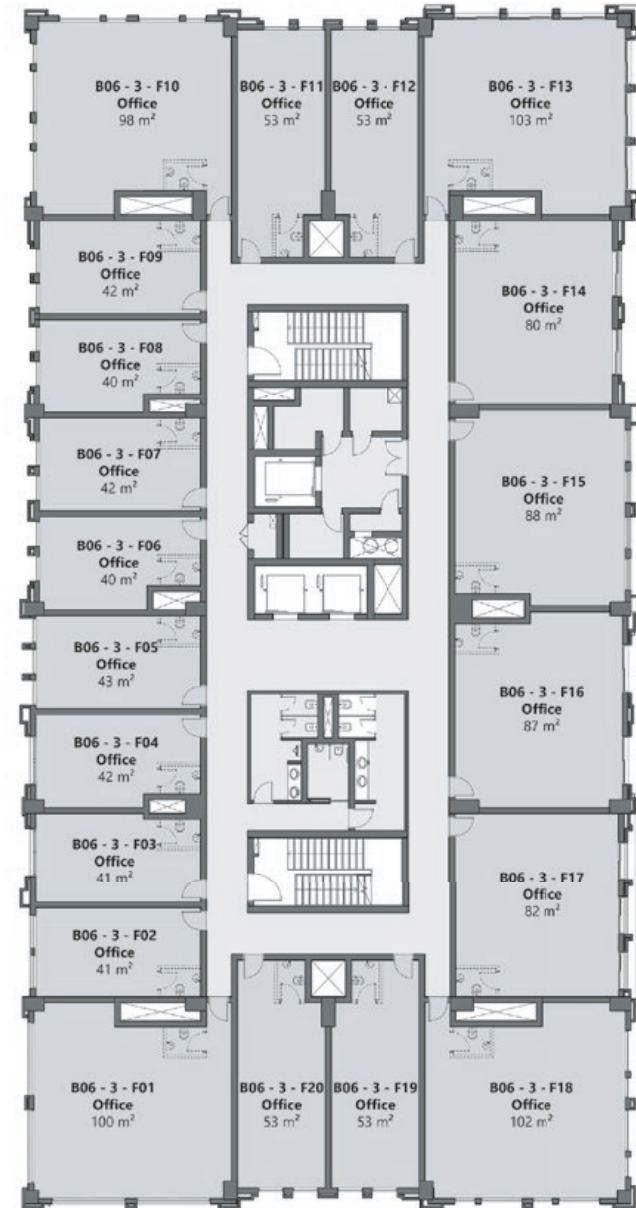 B06 - 3 - F10
Office
98 m²
B06 - 3 - F11
Office
53 m²
B06 - 3 - F12
Office
53 m²
B06 - 3 - F13
Office
103 m²
B06 - 3 - F09
Office
42 m²
B06 - 3 - F14
Office
80 m²
B06 - 3 - F08
Office
40 m²
B06 - 3 - F07
Office
42 m²
B06 - 3 - F15
Office
88 m²
B06 - 3 - F06
Office
40 m²
B06 - 3 - F05
Office
43 m²
B06 - 3 - F16
Office
87 m²
B06 - 3 - F04
Office
42 m²
B06 - 3 - F03
Office
41 m²
B06 - 3 - F17
Office
82 m²
B06 - 3 - F02
Office
41 m²
B06 - 3 - F01
Office
100 m²
B06 - 3 - F20
Office
53 m²
B06 - 3 - F19
Office
53 m²
B06 - 3 - F18
Office
102 m²